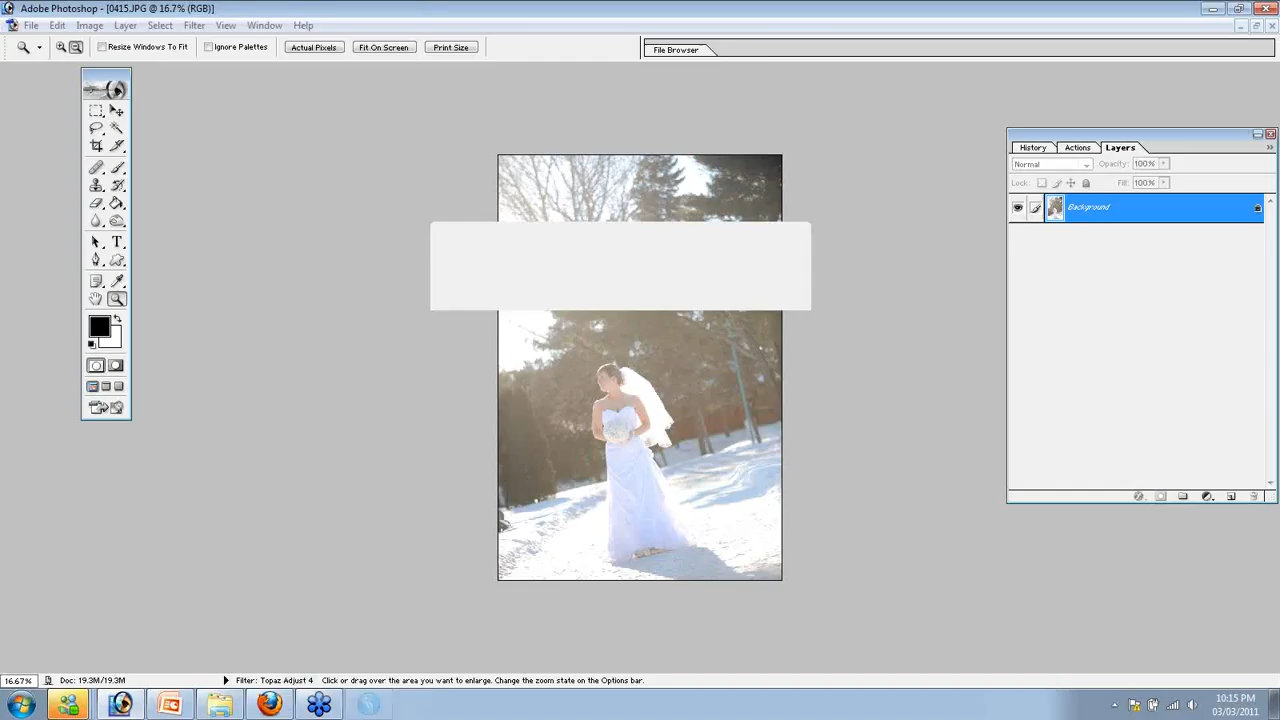 Adobe Photoshop - [0415.JPG @ 16.7% (RGB)]
File Edit Image Layer Select Filter View Window Help
Resize Windows To Fit Ignore Palettes Actual Pixels Fit On Screen Print Size File Browser
History Actions Layers
Normal Opacity: 100%
Lock: Fill: 100%
Background
T
16.67% Doc: 19.3M/19.3M Filter: Topaz Adjust 4 Click or drag over the area you want to enlarge. Change the zoom state on the Options bar.
10:15 PM
03/03/2011